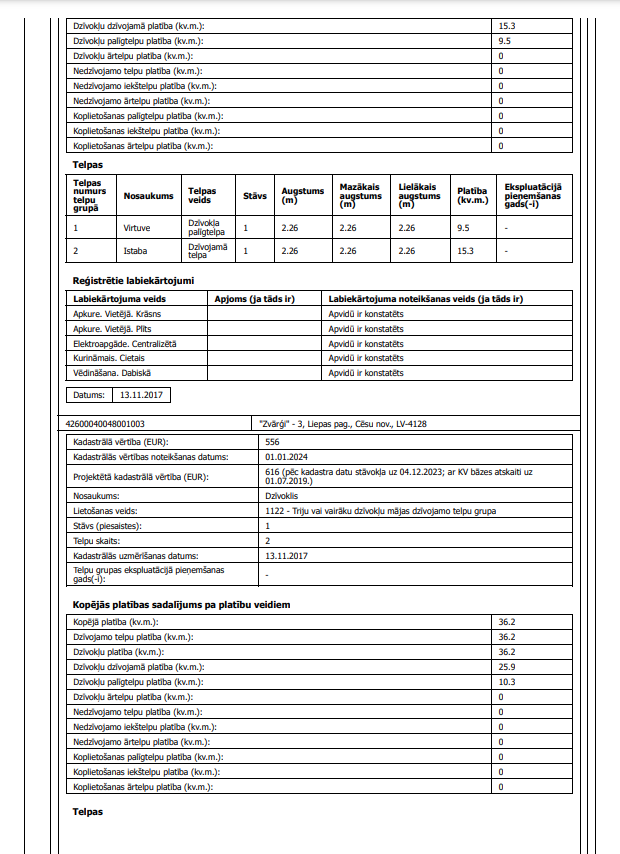 Dzīvokļu dzīvojamā platība (kv.m.): 15.3
Dzīvokļu palīgtelpu platība (kv.m.): 9.5
Dzīvokļu ārtelpu platība (kv.m.): 0
Nedzīvojamo telpu platība (kv.m.): 0
Nedzīvojamo iekštelpu platība (kv.m.): 0
Nedzīvojamo ārtelpu platība (kv.m.): 0
Koplietošanas palīgtelpu platība (kv.m.): 0
Koplietošanas iekštelpu platība (kv.m.): 0
Koplietošanas ārtelpu platība (kv.m.): 0
Telpas
Telpas numurs telpu grupā Nosaukums Telpas veids Stāvs Augstums (m) Mazākais augstums (m) Lielākais augstums (m) Platība (kv.m.) Ekspluatācijā pieņemšanas gads(-i)
1 Virtuve Dzīvokļa palīgtelpa 1 2.26 2.26 2.26 9.5 -
2 Istaba Dzīvojamā telpa 1 2.26 2.26 2.26 15.3 -
Reģistrētie labiekārtojumi
Labiekārtojuma veids Apjoms (ja tāds ir) Labiekārtojuma noteikšanas veids (ja tāds ir)
Apkure. Vietējā. Krāsns Apvidū ir konstatēts
Apkure. Vietējā. Plīts Apvidū ir konstatēts
Elektroapgāde. Centralizētā Apvidū ir konstatēts
Kurināmais. Cietais Apvidū ir konstatēts
Vēdināšana. Dabiskā Apvidū ir konstatēts
Datums: 13.11.2017
42600040048001003 "Zvārģi" - 3, Liepas pag., Cēsu nov., LV-4128
Kadastrālā vērtība (EUR): 556
Kadastrālās vērtības noteikšanas datums: 01.01.2024
Projektētā kadastrālā vērtība (EUR): 616 (pēc kadastra datu stāvokļa uz 04.12.2023; ar KV bāzes atskaiti uz
01.07.2019.)
Nosaukums: Dzīvoklis
Lietošanas veids: 1122 - Triju vai vairāku dzīvokļu mājas dzīvojamo telpu grupa
Stāvs (piesaistes): 1
Telpu skaits: 2
Kadastrālās uzmērīšanas datums: 13.11.2017
Telpu grupas ekspluatācijā pieņemšanas
gads(-i): -
Kopējās platības sadalījums pa platību veidiem
Kopējā platība (kv.m.): 36.2
Dzīvojamo telpu platība (kv.m.): 36.2
Dzīvokļu platība (kv.m.): 36.2
Dzīvokļu dzīvojamā platība (kv.m.): 25.9
Dzīvokļu palīgtelpu platība (kv.m.): 10.3
Dzīvokļu ārtelpu platība (kv.m.): 0
Nedzīvojamo telpu platība (kv.m.): 0
Nedzīvojamo iekštelpu platība (kv.m.): 0
Nedzīvojamo ārtelpu platība (kv.m.): 0
Koplietošanas palīgtelpu platība (kv.m.): 0
Koplietošanas iekštelpu platība (kv.m.): 0
Koplietošanas ārtelpu platība (kv.m.): 0
Telpas